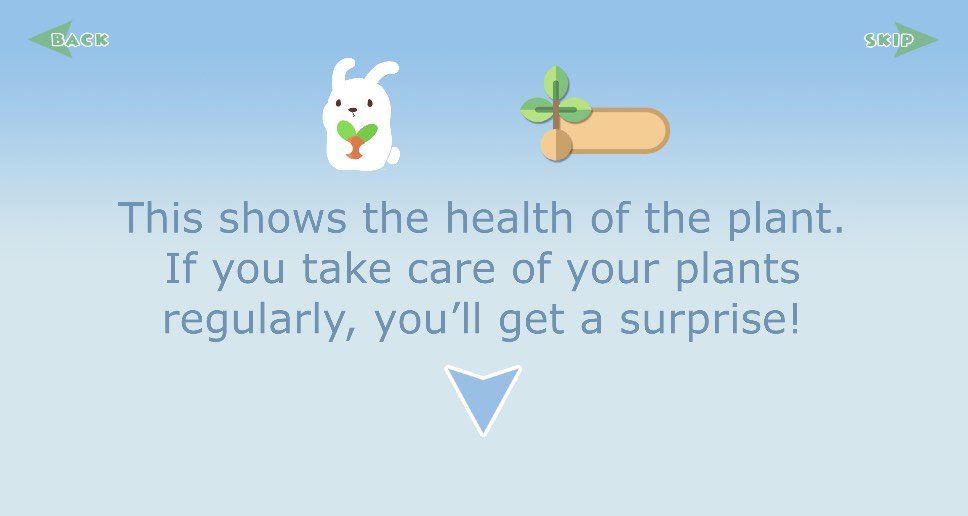 BACK
SKIP
This shows the health of the plant.
If you take care of your plants
regularly, you’ll get a surprise!